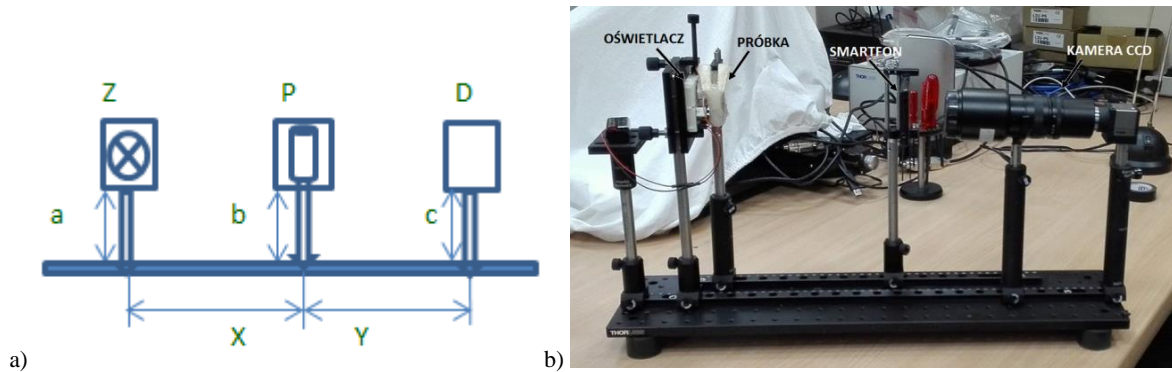 Z P D
a b c
X Y
a)
OŚWIETLACZ PRÓBKA
SMARTFON KAMERA CCD
THORLABS
b)